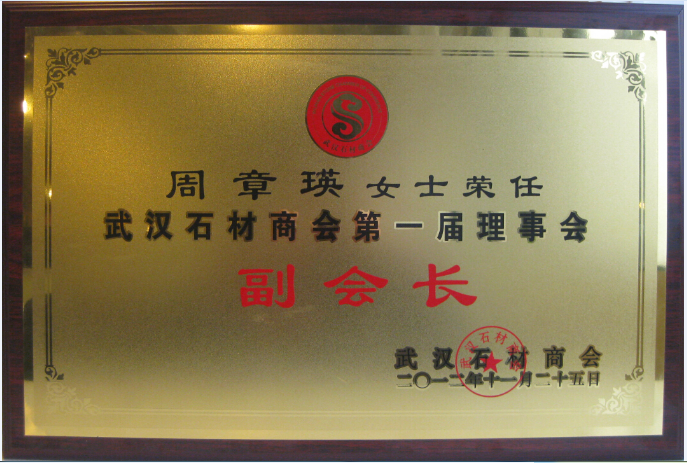 周章瑛女士荣任
武汉石材商会第一届理事会
副会长
武汉石材商会
二〇一二年十一月二十五日